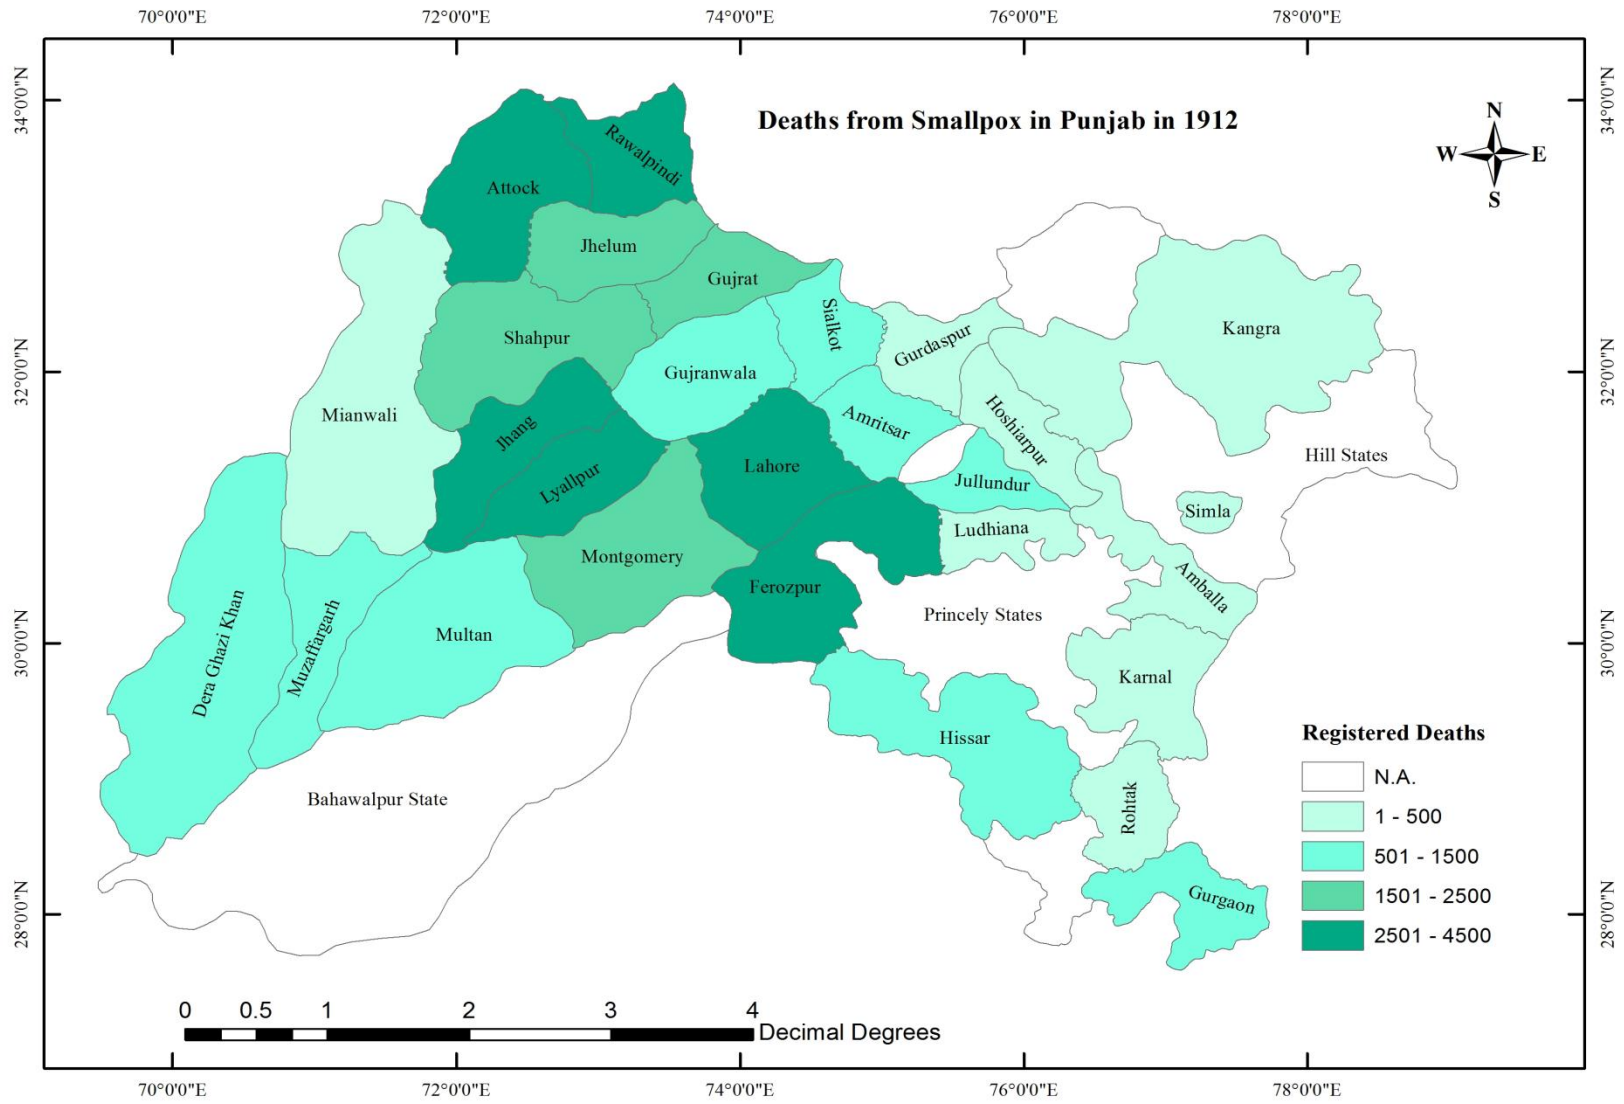 70°0'0"E
72°0'0"E
74°0'0"E
76°0'0"E
78°0'0"E
34°0'0"N
34°0'0"N
Deaths from Smallpox in Punjab in 1912
N
W
E
S
Rawalpindi
Attock
Jhelum
Gujrat
Shahpur
Sialkot
Gurdaspur
Kangra
32°0'0"N
32°0'0"N
Gujranwala
Mianwali
Jhang
Amritsar
Hoshiarpur
Hill States
Lyallpur
Lahore
Jullundur
Simla
Ludhiana
Montgomery
Ferozpur
Amballa
Princely States
30°0'0"N
30°0'0"N
Dera Ghazi Khan
Muzaffargarh
Multan
Karnal
Hissar
Rohtak
Bahawalpur State
Gurgaon
Registered Deaths
N.A.
1 - 500
501 - 1500
1501 - 2500
2501 - 4500
28°0'0"N
28°0'0"N
0 0.5 1 2 3 4
Decimal Degrees
70°0'0"E
72°0'0"E
74°0'0"E
76°0'0"E
78°0'0"E